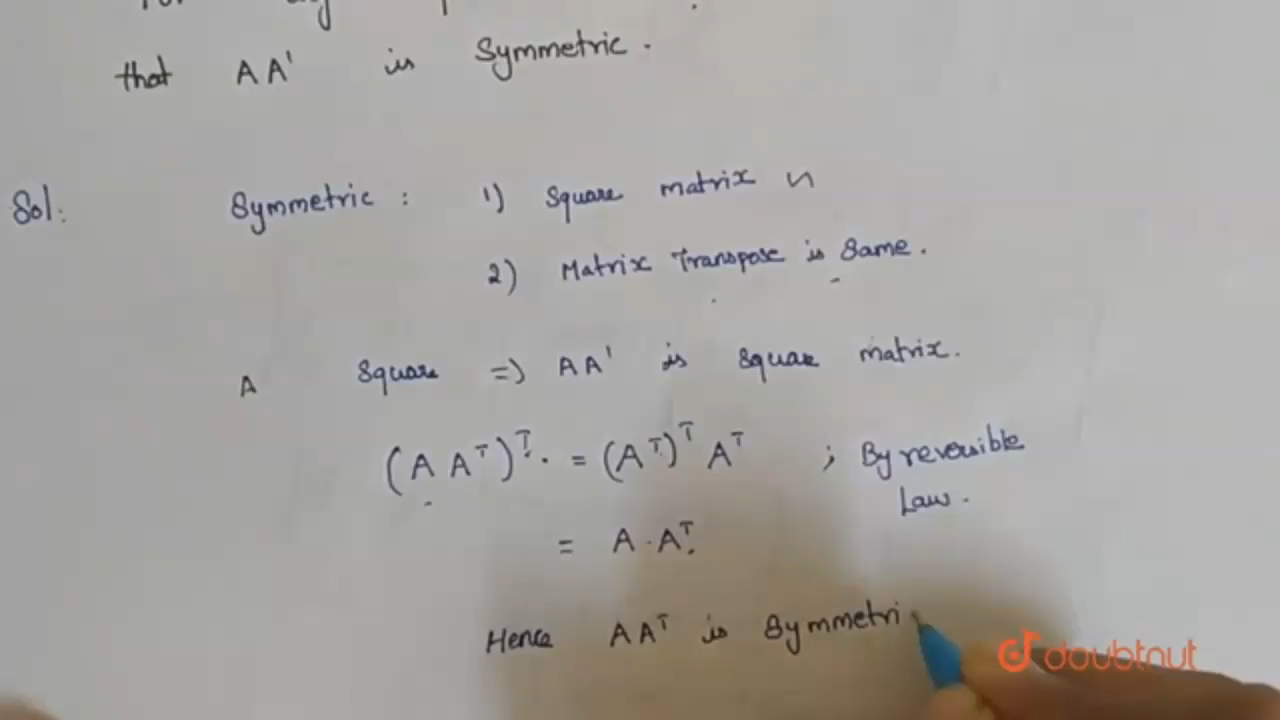 that AA' is Symmetric.
Sol: Symmetric : 1) Square matrix
2) Matrix Transpose is Same.
A Square => AA' is Square matrix.
(A Aᵀ)ᵀ. = (Aᵀ)ᵀ Aᵀ ; By reversible
Law.
= A · Aᵀ.
Hence AAᵀ is Symmetri
doubtnut